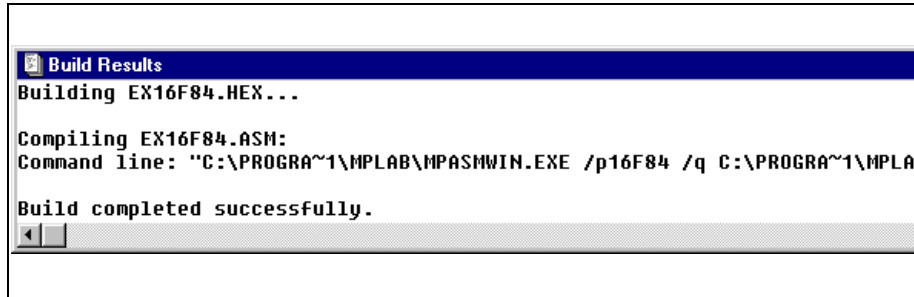 Build Results
Building EX16F84.HEX...
Compiling EX16F84.ASM:
Command line: "C:\PROGRA~1\MPLAB\MPASMWIN.EXE /p16F84 /q C:\PROGRA~1\MPLA
Build completed successfully.